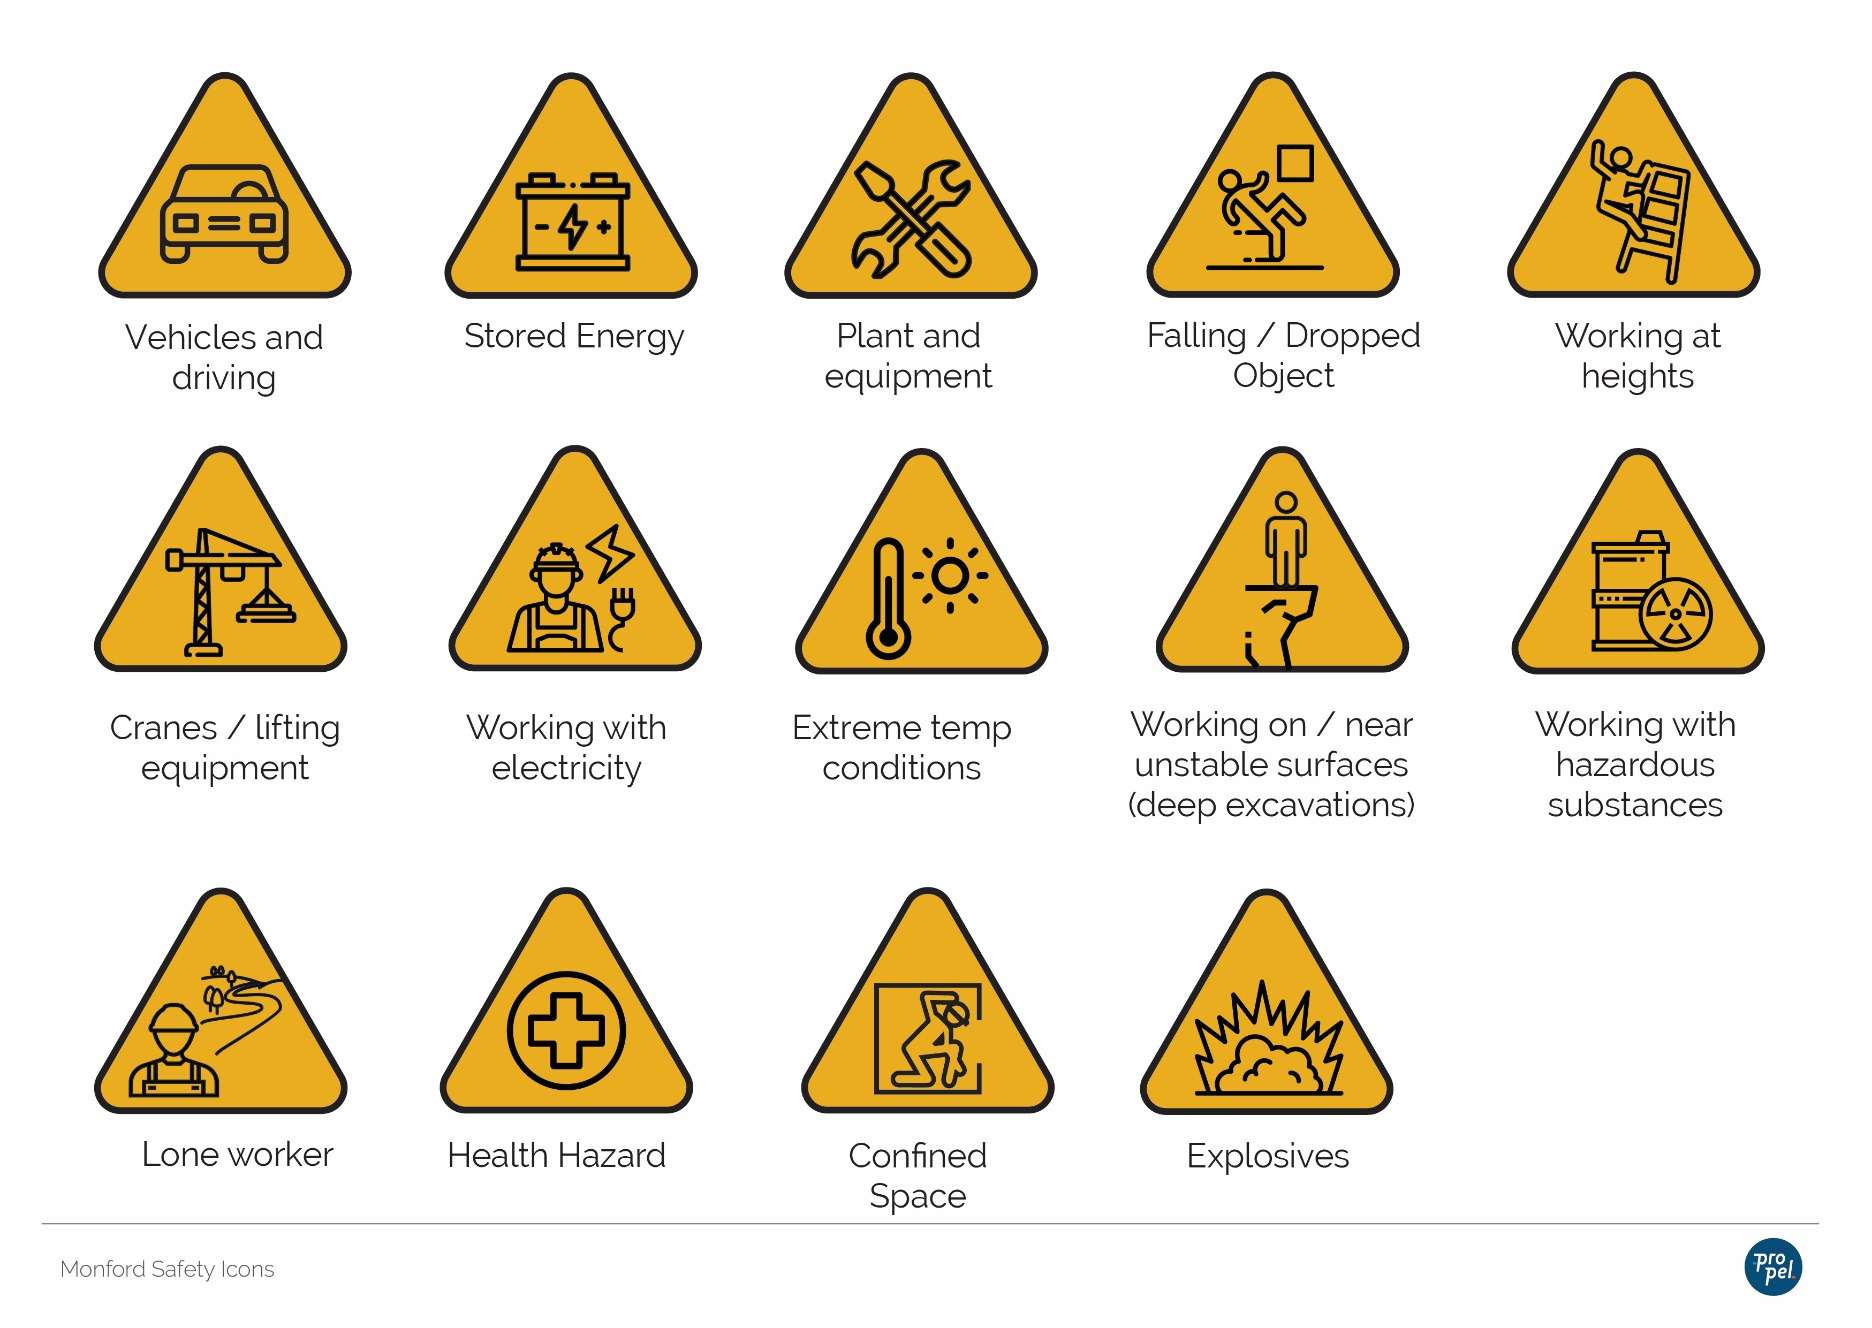 Vehicles and
driving
Stored Energy
Plant and
equipment
Falling / Dropped
Object
Working at
heights
Cranes / lifting
equipment
Working with
electricity
Extreme temp
conditions
Working on / near
unstable surfaces
(deep excavations)
Working with
hazardous
substances
Lone worker
Health Hazard
Confined
Space
Explosives
Monford Safety Icons
pro
pel